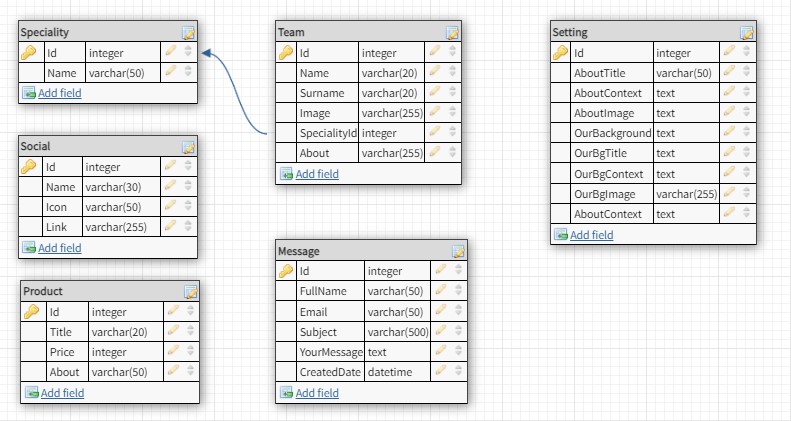 Speciality
Id integer
Name varchar(50)
Add field
Social
Id integer
Name varchar(30)
Icon varchar(50)
Link varchar(255)
Add field
Product
Id integer
Title varchar(20)
Price integer
About varchar(50)
Add field
Team
Id integer
Name varchar(20)
Surname varchar(20)
Image varchar(255)
SpecialityId integer
About varchar(255)
Add field
Message
Id integer
FullName varchar(50)
Email varchar(50)
Subject varchar(500)
YourMessage text
CreatedDate datetime
Add field
Setting
Id integer
AboutTitle varchar(50)
AboutContext text
AboutImage text
OurBackground text
OurBgTitle text
OurBgContext text
OurBgImage varchar(255)
AboutContext text
Add field